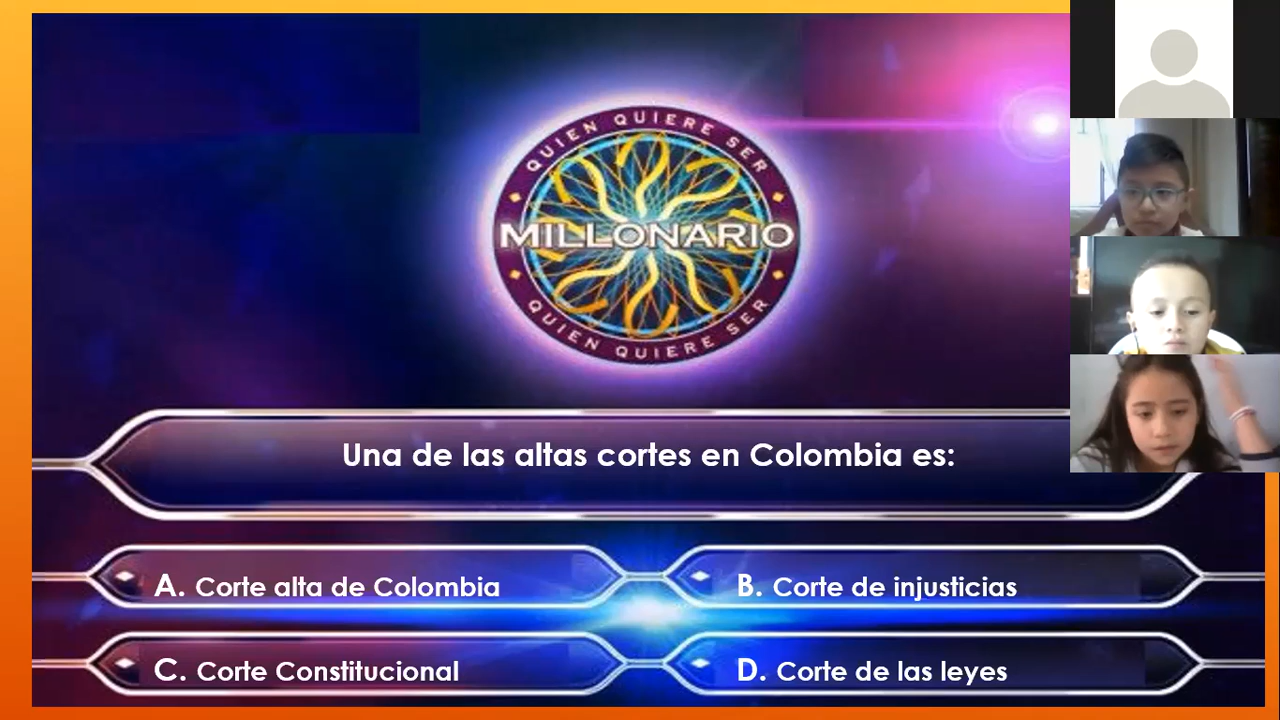 QUIEN QUIERE SER
MILLONARIO
QUIEN QUIERE SER
Una de las altas cortes en Colombia es:
A. Corte alta de Colombia
B. Corte de injusticias
C. Corte Constitucional
D. Corte de las leyes